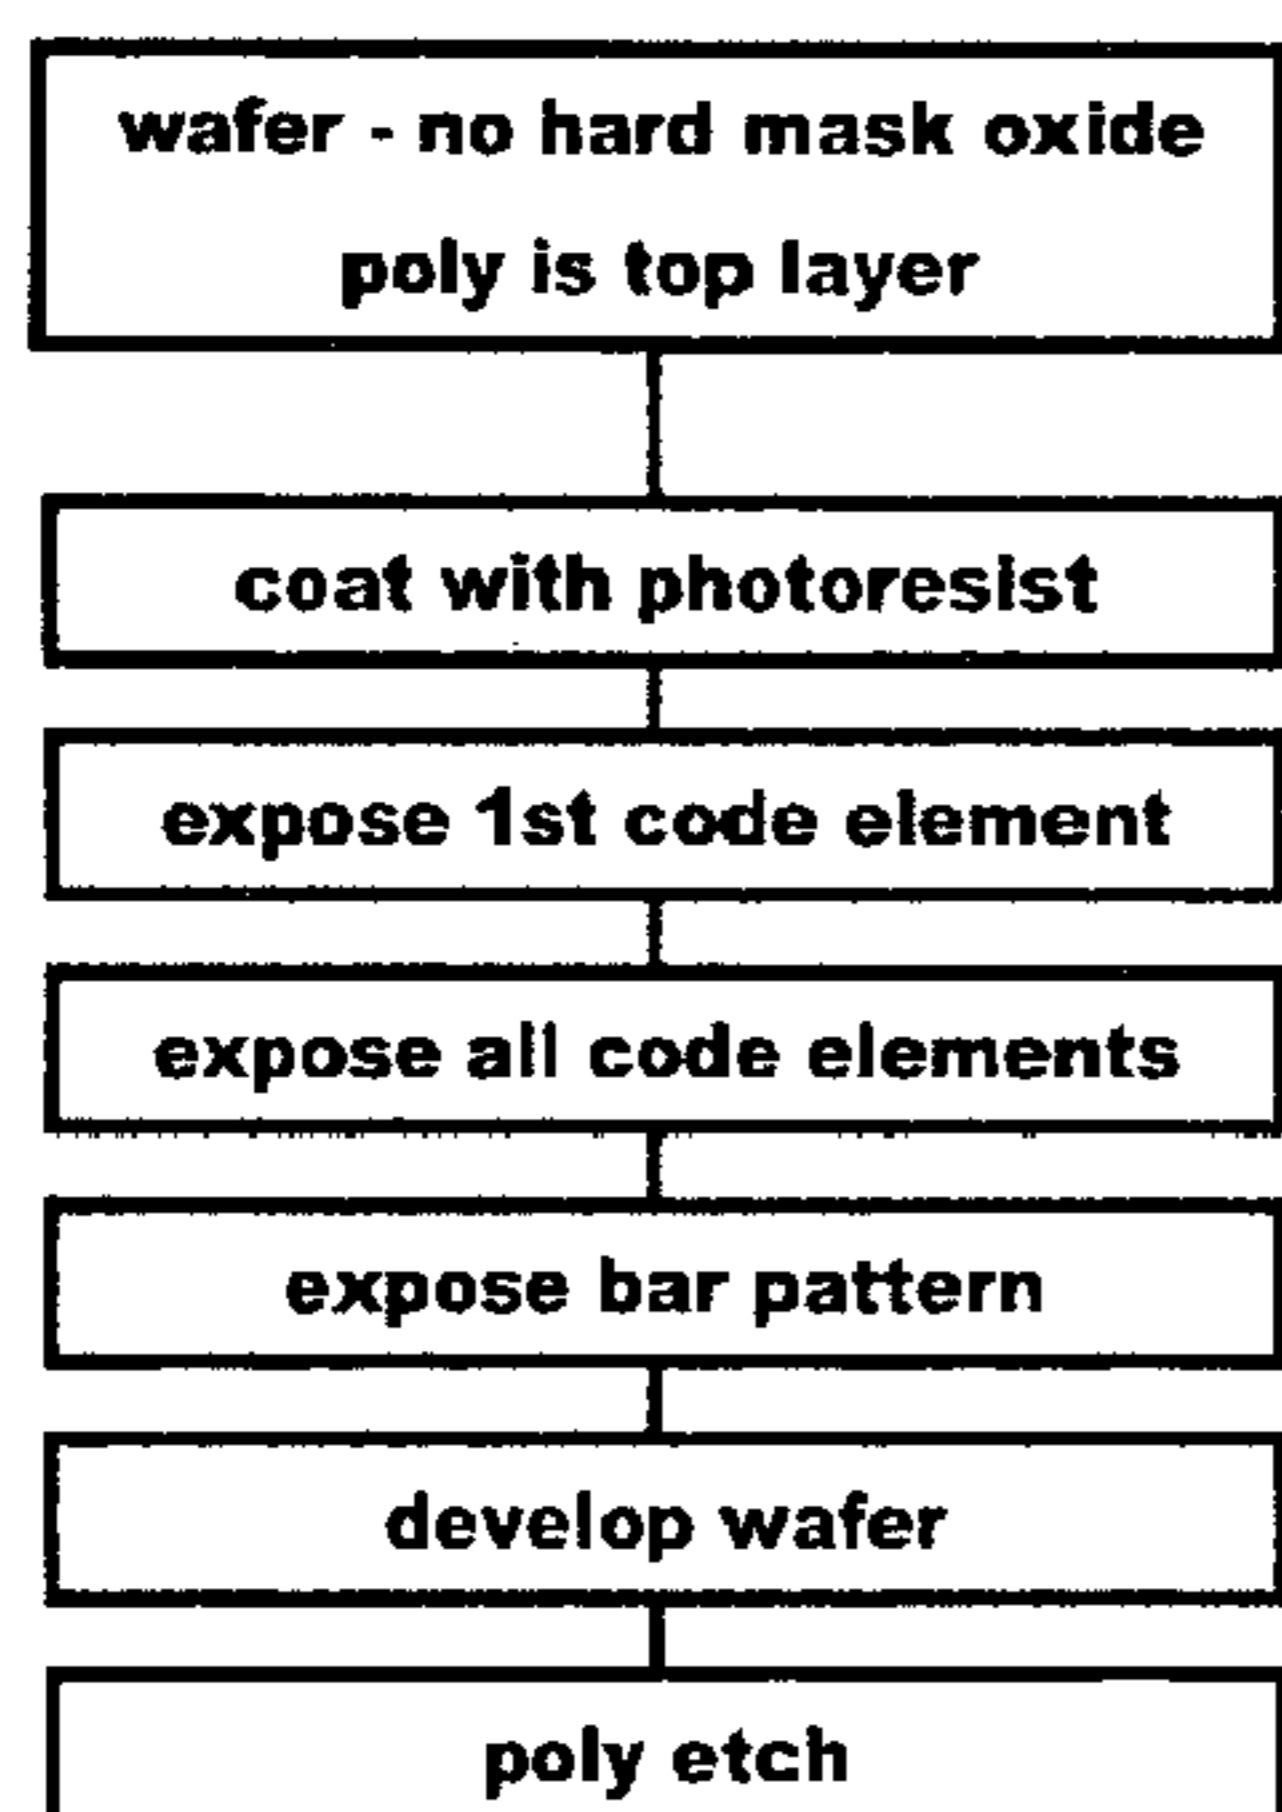 wafer - no hard mask oxide
poly is top layer
coat with photoresist
expose 1st code element
expose all code elements
expose bar pattern
develop wafer
poly etch